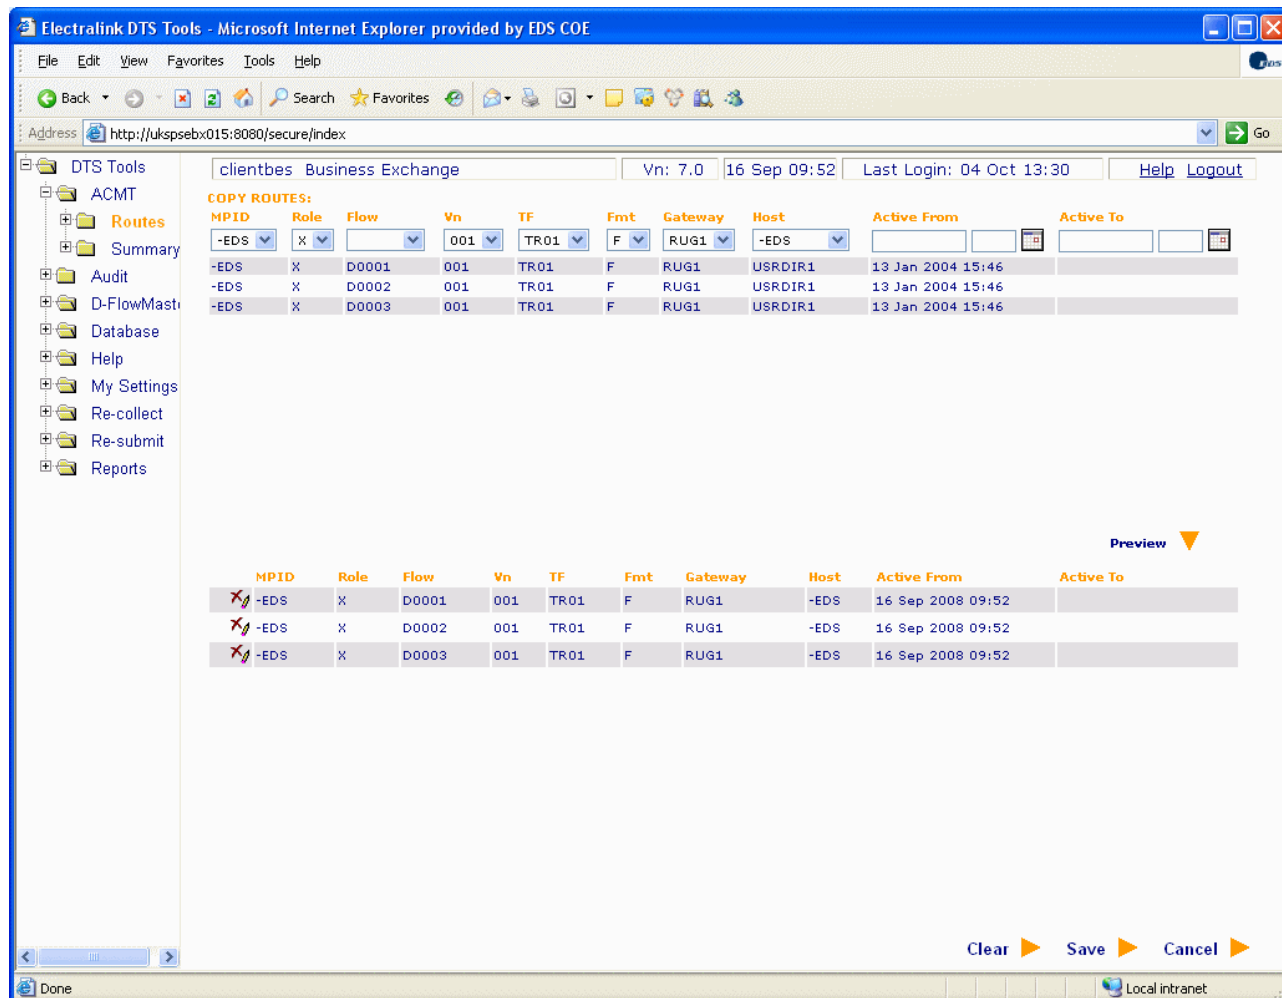 Electralink DTS Tools - Microsoft Internet Explorer provided by EDS COE
File Edit View Favorites Tools Help
Back Search Favorites
Address http://ukspsebx015:8080/secure/index Go
DTS Tools
ACMT
Routes
Summary
Audit
D-FlowMast
Database
Help
My Settings
Re-collect
Re-submit
Reports
clientbes Business Exchange Vn: 7.0 16 Sep 09:52 Last Login: 04 Oct 13:30 Help Logout
COPY ROUTES:
MPID Role Flow Vn TF Fmt Gateway Host Active From Active To
-EDS X 001 TR01 F RUG1 -EDS
-EDS X D0001 001 TR01 F RUG1 USRDIR1 13 Jan 2004 15:46
-EDS X D0002 001 TR01 F RUG1 USRDIR1 13 Jan 2004 15:46
-EDS X D0003 001 TR01 F RUG1 USRDIR1 13 Jan 2004 15:46
Preview
MPID Role Flow Vn TF Fmt Gateway Host Active From Active To
-EDS X D0001 001 TR01 F RUG1 -EDS 16 Sep 2008 09:52
-EDS X D0002 001 TR01 F RUG1 -EDS 16 Sep 2008 09:52
-EDS X D0003 001 TR01 F RUG1 -EDS 16 Sep 2008 09:52
Clear Save Cancel
Done Local intranet